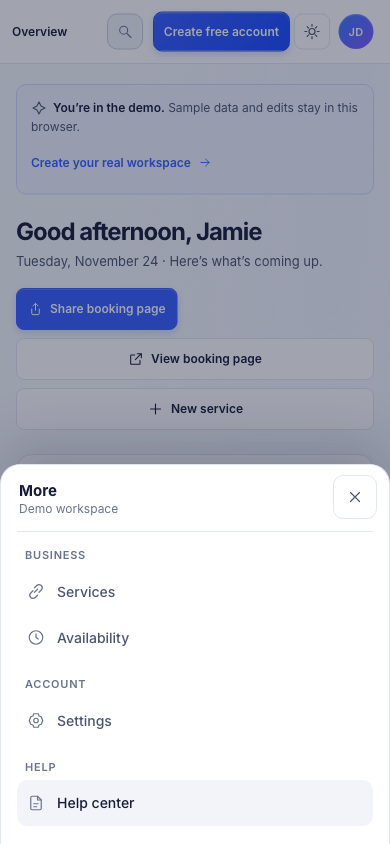 Overview
Create free account
JD
You’re in the demo. Sample data and edits stay in this
browser.
Create your real workspace →
Good afternoon, Jamie
Tuesday, November 24 · Here’s what’s coming up.
Share booking page
View booking page
New service
More
Demo workspace
BUSINESS
Services
Availability
ACCOUNT
Settings
HELP
Help center